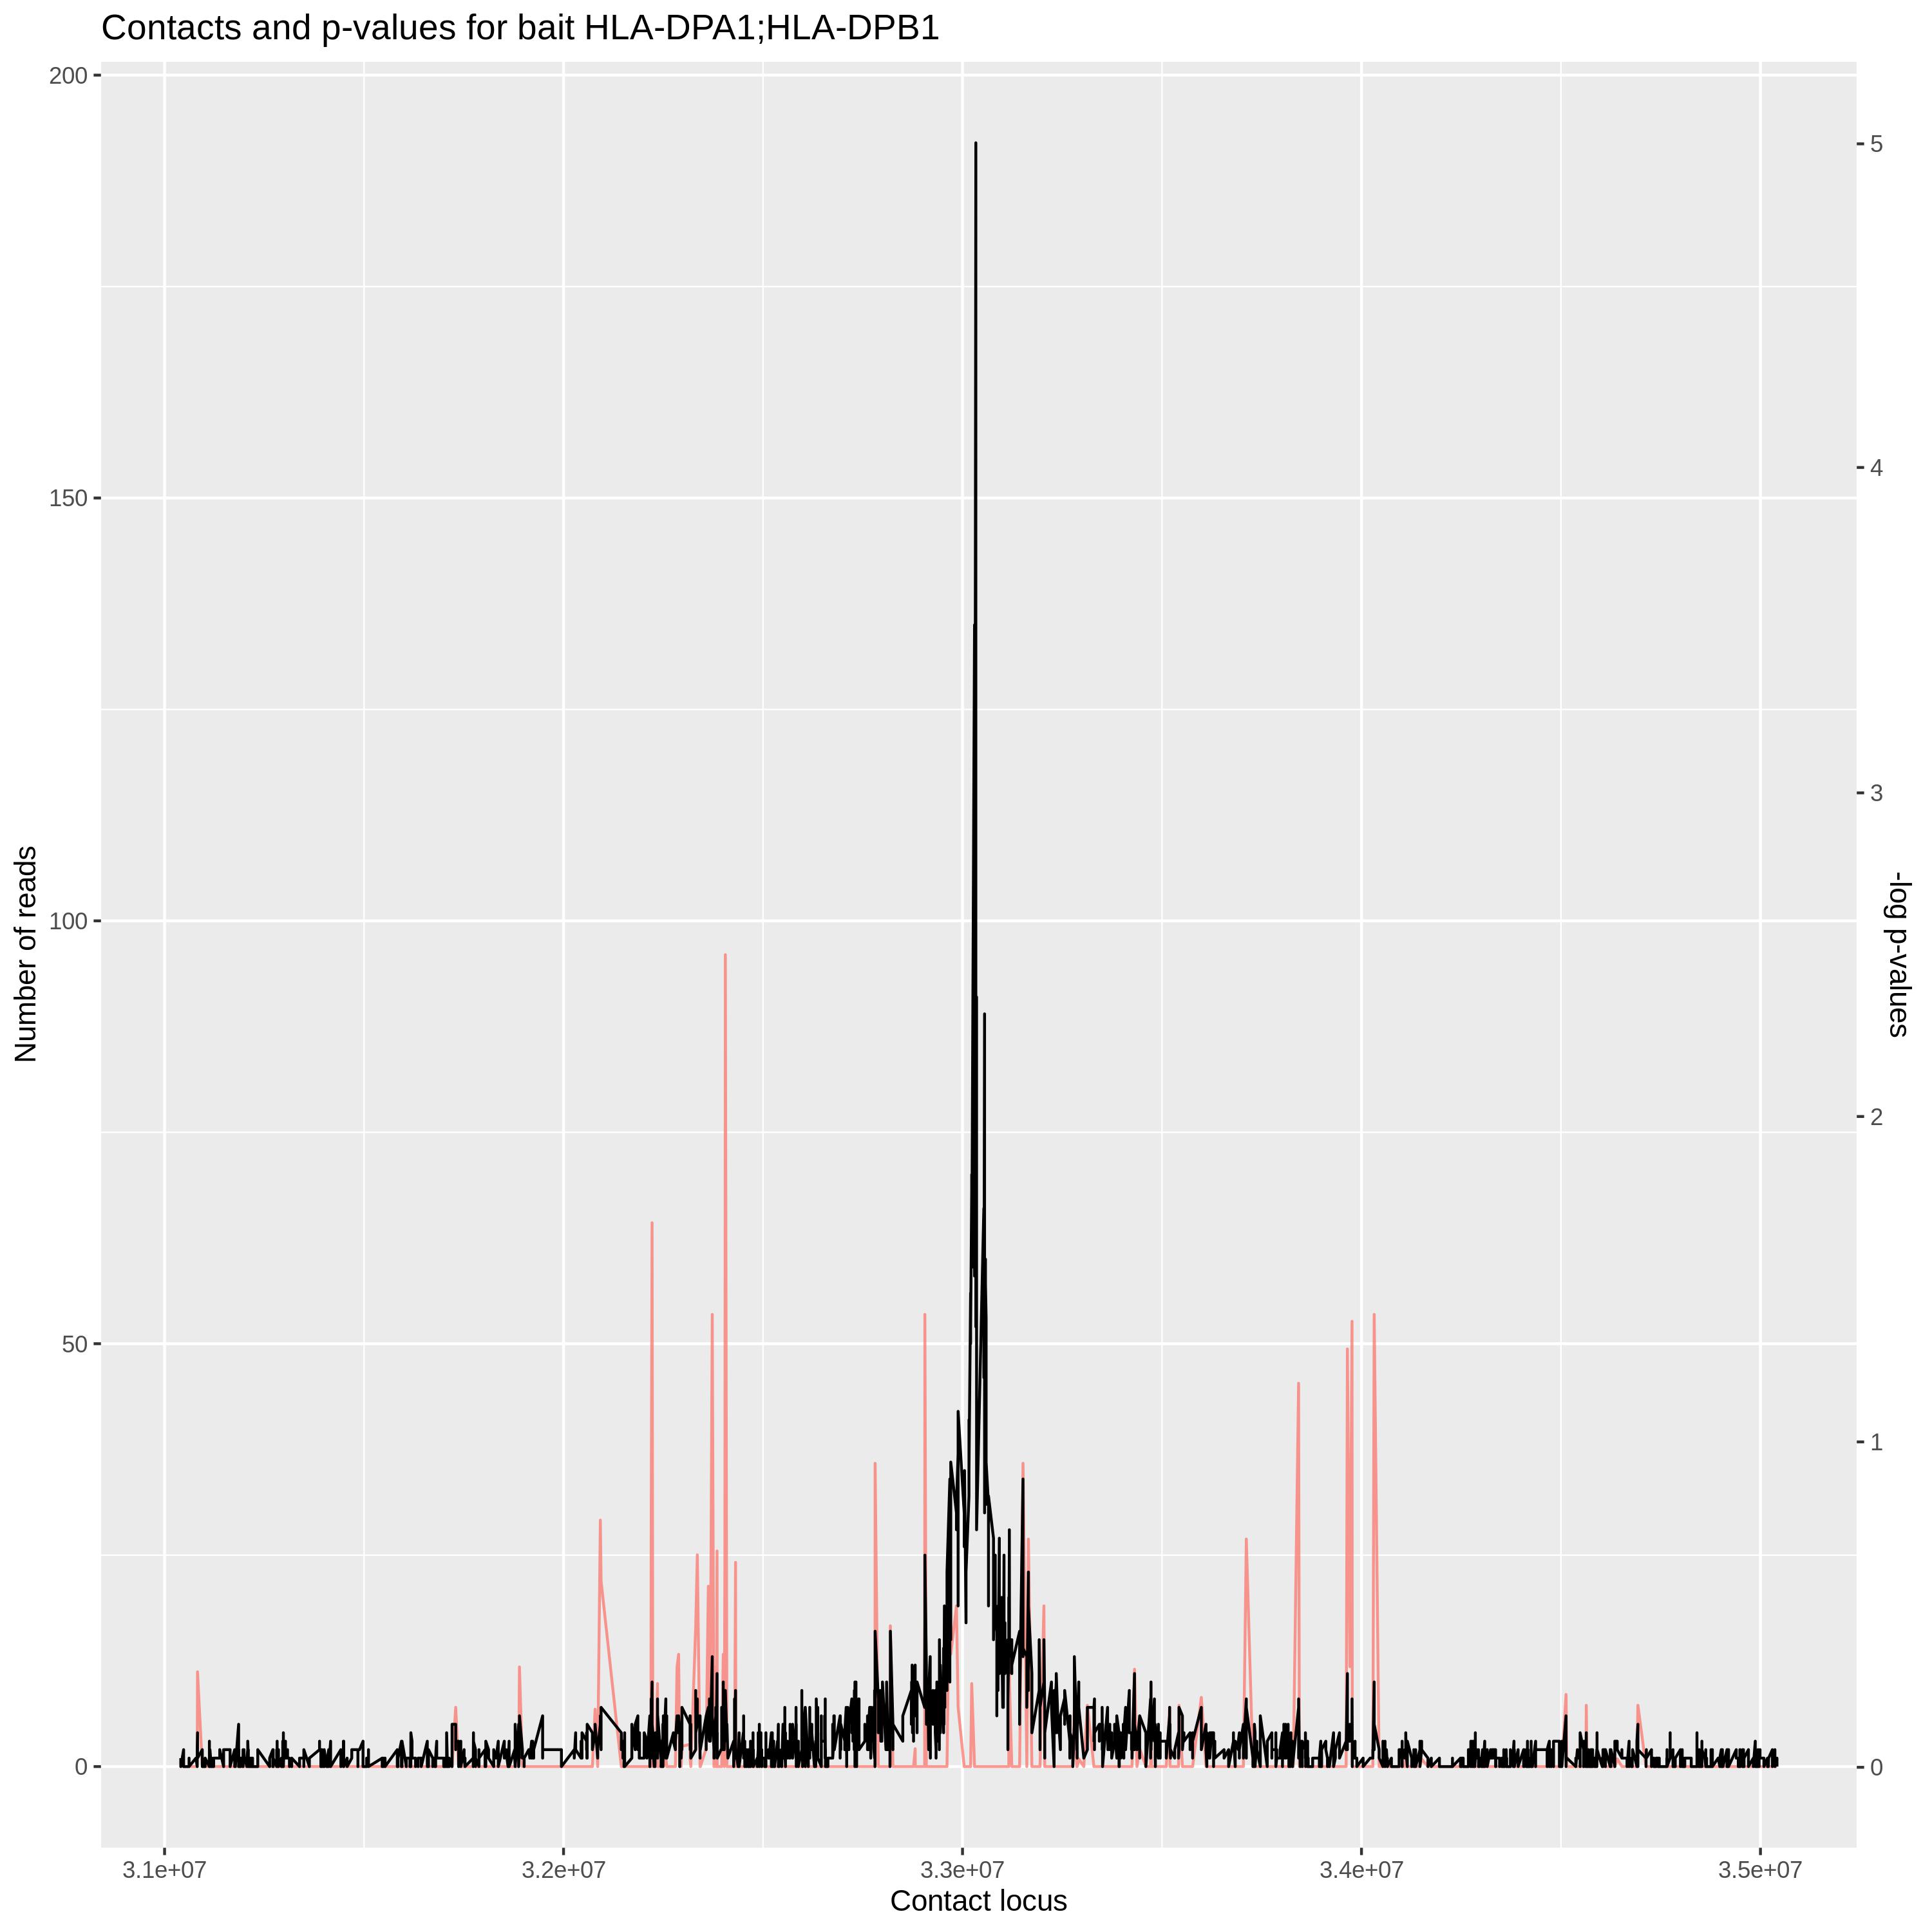 Contacts and p-values for bait HLA-DPA1;HLA-DPB1
200
150
100
50
0
Number of reads
5
4
3
2
1
0
-log p-values
3.1e+07
3.2e+07
3.3e+07
3.4e+07
3.5e+07
Contact locus